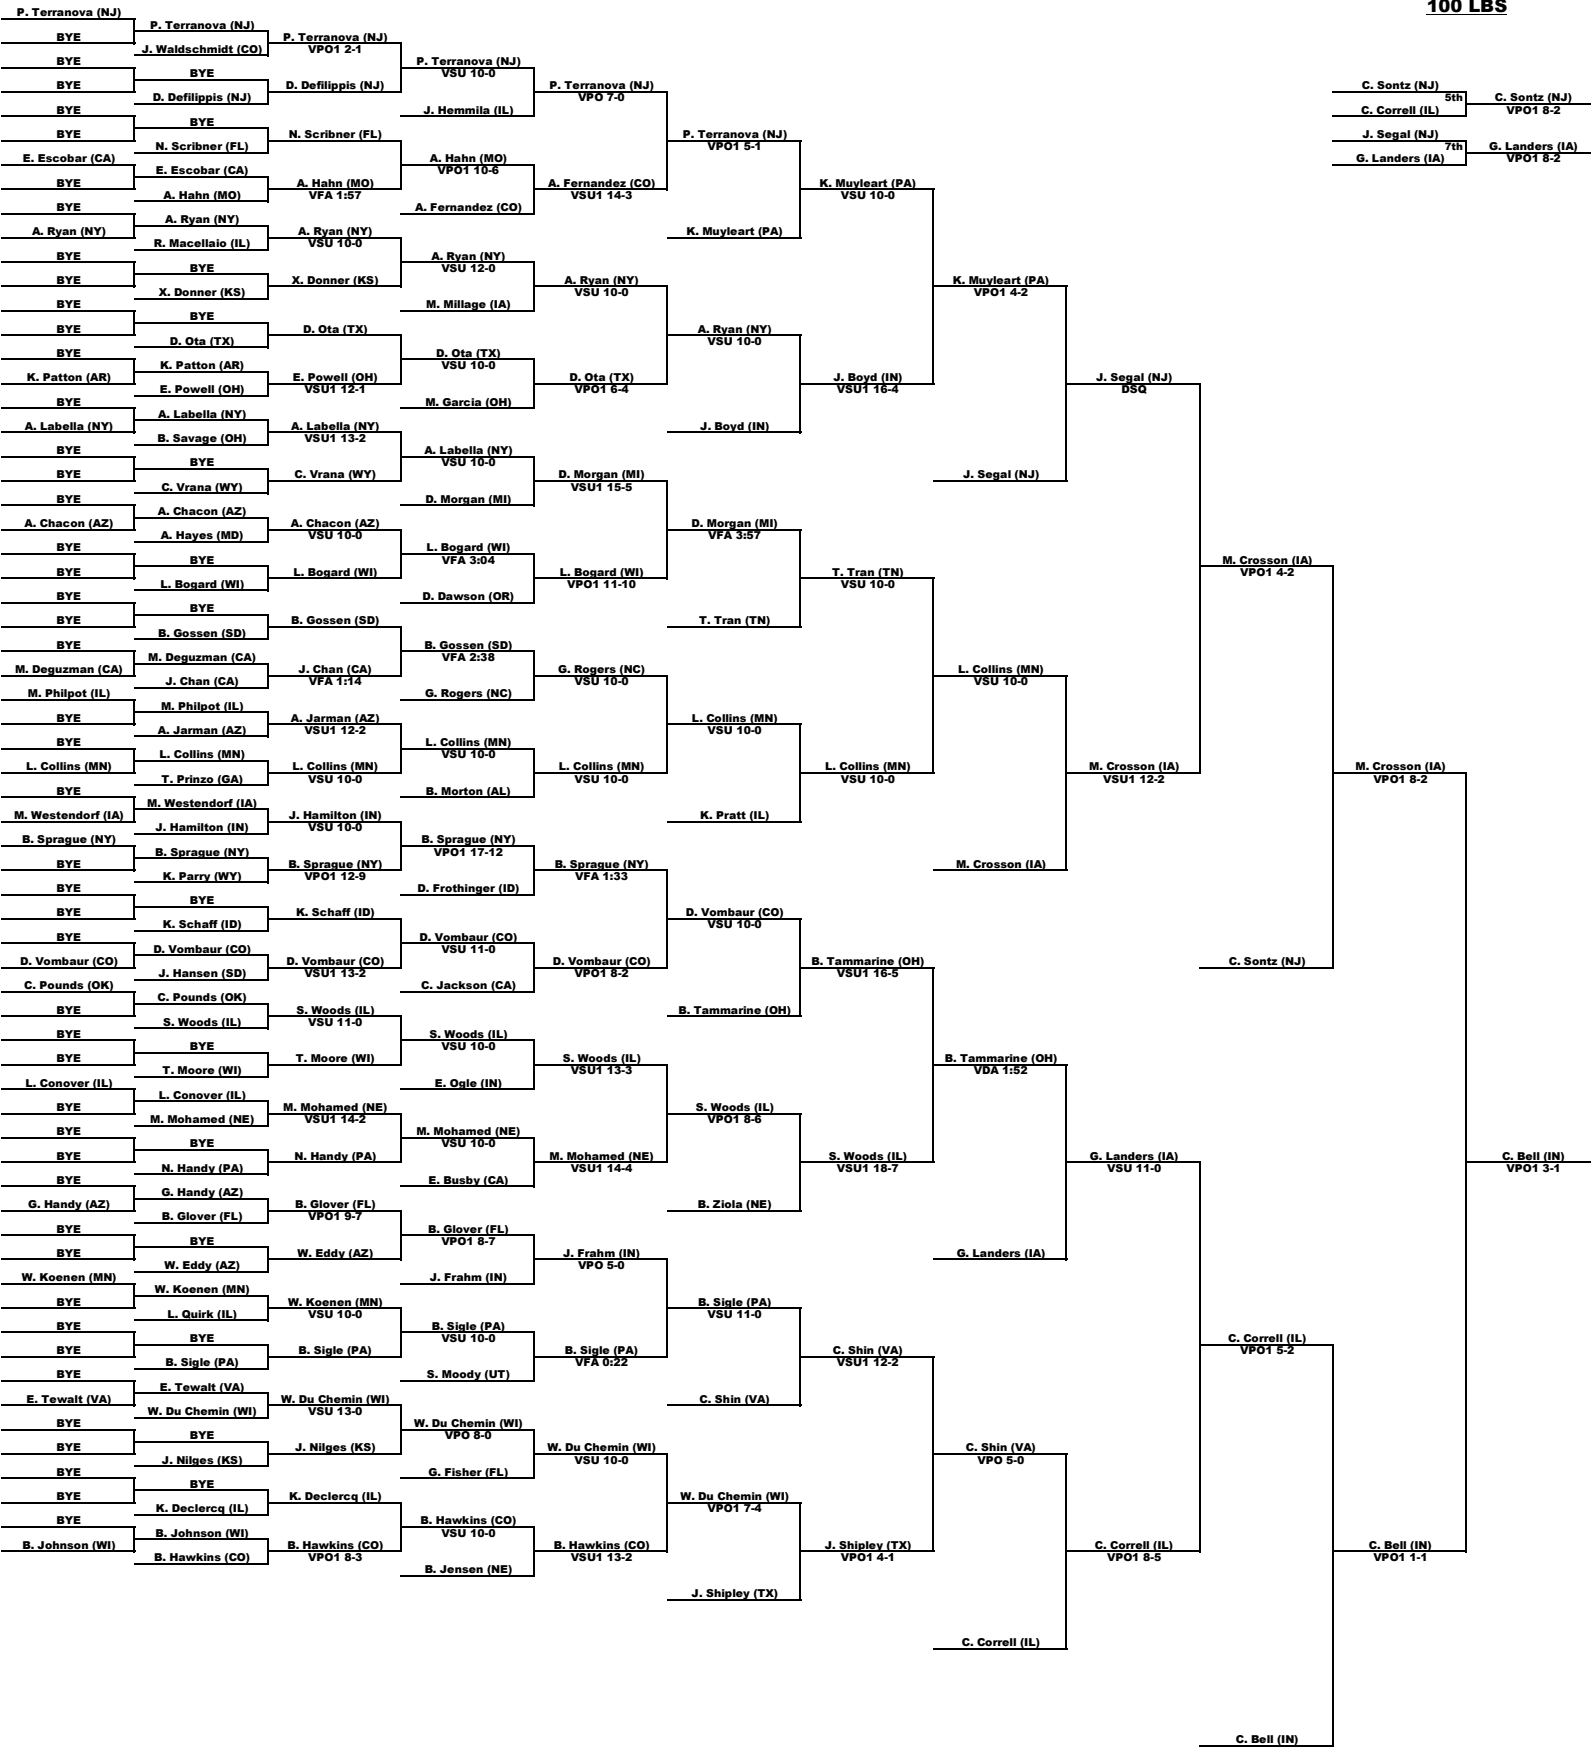 100 LBS
P. Terranova (NJ)
BYE
BYE
BYE
BYE
BYE
E. Escobar (CA)
BYE
BYE
A. Ryan (NY)
BYE
BYE
BYE
BYE
BYE
K. Patton (AR)
BYE
A. Labella (NY)
BYE
BYE
BYE
A. Chacon (AZ)
BYE
BYE
BYE
BYE
BYE
M. Deguzman (CA)
M. Philpot (IL)
BYE
BYE
L. Collins (MN)
BYE
M. Westendorf (IA)
B. Sprague (NY)
BYE
BYE
BYE
BYE
D. Vombaur (CO)
C. Pounds (OK)
BYE
BYE
BYE
L. Conover (IL)
BYE
BYE
BYE
BYE
G. Handy (AZ)
BYE
BYE
W. Koenen (MN)
BYE
BYE
BYE
BYE
E. Tewalt (VA)
BYE
BYE
BYE
BYE
BYE
B. Johnson (WI)
P. Terranova (NJ)
J. Waldschmidt (CO)
BYE
D. Defilippis (NJ)
BYE
N. Scribner (FL)
E. Escobar (CA)
A. Hahn (MO)
A. Ryan (NY)
R. Macellaio (IL)
BYE
X. Donner (KS)
BYE
D. Ota (TX)
K. Patton (AR)
E. Powell (OH)
A. Labella (NY)
B. Savage (OH)
BYE
C. Vrana (WY)
A. Chacon (AZ)
A. Hayes (MD)
BYE
L. Bogard (WI)
BYE
B. Gossen (SD)
M. Deguzman (CA)
J. Chan (CA)
M. Philpot (IL)
A. Jarman (AZ)
L. Collins (MN)
T. Prinzo (GA)
M. Westendorf (IA)
J. Hamilton (IN)
B. Sprague (NY)
K. Parry (WY)
BYE
K. Schaff (ID)
D. Vombaur (CO)
J. Hansen (SD)
C. Pounds (OK)
S. Woods (IL)
BYE
T. Moore (WI)
L. Conover (IL)
M. Mohamed (NE)
BYE
N. Handy (PA)
G. Handy (AZ)
B. Glover (FL)
BYE
W. Eddy (AZ)
W. Koenen (MN)
L. Quirk (IL)
BYE
B. Sigle (PA)
E. Tewalt (VA)
W. Du Chemin (WI)
BYE
J. Nilges (KS)
BYE
K. Declercq (IL)
B. Johnson (WI)
B. Hawkins (CO)
P. Terranova (NJ)
VPO1 2-1
D. Defilippis (NJ)
N. Scribner (FL)
A. Hahn (MO)
VFA 1:57
A. Ryan (NY)
VSU 10-0
X. Donner (KS)
D. Ota (TX)
E. Powell (OH)
VSU1 12-1
A. Labella (NY)
VSU1 13-2
C. Vrana (WY)
A. Chacon (AZ)
VSU 10-0
L. Bogard (WI)
B. Gossen (SD)
J. Chan (CA)
VFA 1:14
A. Jarman (AZ)
VSU1 12-2
L. Collins (MN)
VSU 10-0
J. Hamilton (IN)
VSU 10-0
B. Sprague (NY)
VPO1 12-9
K. Schaff (ID)
D. Vombaur (CO)
VSU1 13-2
S. Woods (IL)
VSU 11-0
T. Moore (WI)
M. Mohamed (NE)
VSU1 14-2
N. Handy (PA)
B. Glover (FL)
VPO1 9-7
W. Eddy (AZ)
W. Koenen (MN)
VSU 10-0
B. Sigle (PA)
W. Du Chemin (WI)
VSU 13-0
J. Nilges (KS)
K. Declercq (IL)
B. Hawkins (CO)
VPO1 8-3
P. Terranova (NJ)
VSU 10-0
J. Hemmila (IL)
A. Hahn (MO)
VPO1 10-6
A. Fernandez (CO)
A. Ryan (NY)
VSU 12-0
M. Millage (IA)
D. Ota (TX)
VSU 10-0
M. Garcia (OH)
A. Labella (NY)
VSU 10-0
D. Morgan (MI)
L. Bogard (WI)
VFA 3:04
D. Dawson (OR)
B. Gossen (SD)
VFA 2:38
G. Rogers (NC)
L. Collins (MN)
VSU 10-0
B. Morton (AL)
B. Sprague (NY)
VPO1 17-12
D. Frothinger (ID)
D. Vombaur (CO)
VSU 11-0
C. Jackson (CA)
S. Woods (IL)
VSU 10-0
E. Ogle (IN)
M. Mohamed (NE)
VSU 10-0
E. Busby (CA)
B. Glover (FL)
VPO1 8-7
J. Frahm (IN)
B. Sigle (PA)
VSU 10-0
S. Moody (UT)
W. Du Chemin (WI)
VPO 8-0
G. Fisher (FL)
B. Hawkins (CO)
VSU 10-0
B. Jensen (NE)
P. Terranova (NJ)
VPO 7-0
A. Fernandez (CO)
VSU1 14-3
A. Ryan (NY)
VSU 10-0
D. Ota (TX)
VPO1 6-4
D. Morgan (MI)
VSU1 15-5
L. Bogard (WI)
VPO1 11-10
G. Rogers (NC)
VSU 10-0
L. Collins (MN)
VSU 10-0
B. Sprague (NY)
VFA 1:33
D. Vombaur (CO)
VPO1 8-2
S. Woods (IL)
VSU1 13-3
M. Mohamed (NE)
VSU1 14-4
J. Frahm (IN)
VPO 5-0
B. Sigle (PA)
VFA 0:22
W. Du Chemin (WI)
VSU 10-0
B. Hawkins (CO)
VSU1 13-2
P. Terranova (NJ)
VPO1 5-1
K. Muyleart (PA)
A. Ryan (NY)
VSU 10-0
J. Boyd (IN)
D. Morgan (MI)
VFA 3:57
T. Tran (TN)
L. Collins (MN)
VSU 10-0
K. Pratt (IL)
D. Vombaur (CO)
VSU 10-0
B. Tammarine (OH)
S. Woods (IL)
VPO1 8-6
B. Ziola (NE)
B. Sigle (PA)
VSU 11-0
C. Shin (VA)
W. Du Chemin (WI)
VPO1 7-4
J. Shipley (TX)
K. Muyleart (PA)
VSU 10-0
J. Boyd (IN)
VSU1 16-4
T. Tran (TN)
VSU 10-0
L. Collins (MN)
VSU 10-0
B. Tammarine (OH)
VSU1 16-5
S. Woods (IL)
VSU1 18-7
C. Shin (VA)
VSU1 12-2
J. Shipley (TX)
VPO1 4-1
K. Muyleart (PA)
VPO1 4-2
J. Segal (NJ)
L. Collins (MN)
VSU 10-0
M. Crosson (IA)
B. Tammarine (OH)
VDA 1:52
G. Landers (IA)
C. Shin (VA)
VPO 5-0
C. Correll (IL)
J. Segal (NJ)
DSQ
M. Crosson (IA)
VSU1 12-2
G. Landers (IA)
VSU 11-0
C. Correll (IL)
VPO1 8-5
M. Crosson (IA)
VPO1 4-2
C. Sontz (NJ)
C. Correll (IL)
VPO1 5-2
C. Bell (IN)
M. Crosson (IA)
VPO1 8-2
C. Bell (IN)
VPO1 1-1
C. Bell (IN)
VPO1 3-1
C. Sontz (NJ)
5th
C. Correll (IL)
C. Sontz (NJ)
VPO1 8-2
J. Segal (NJ)
7th
G. Landers (IA)
G. Landers (IA)
VPO1 8-2